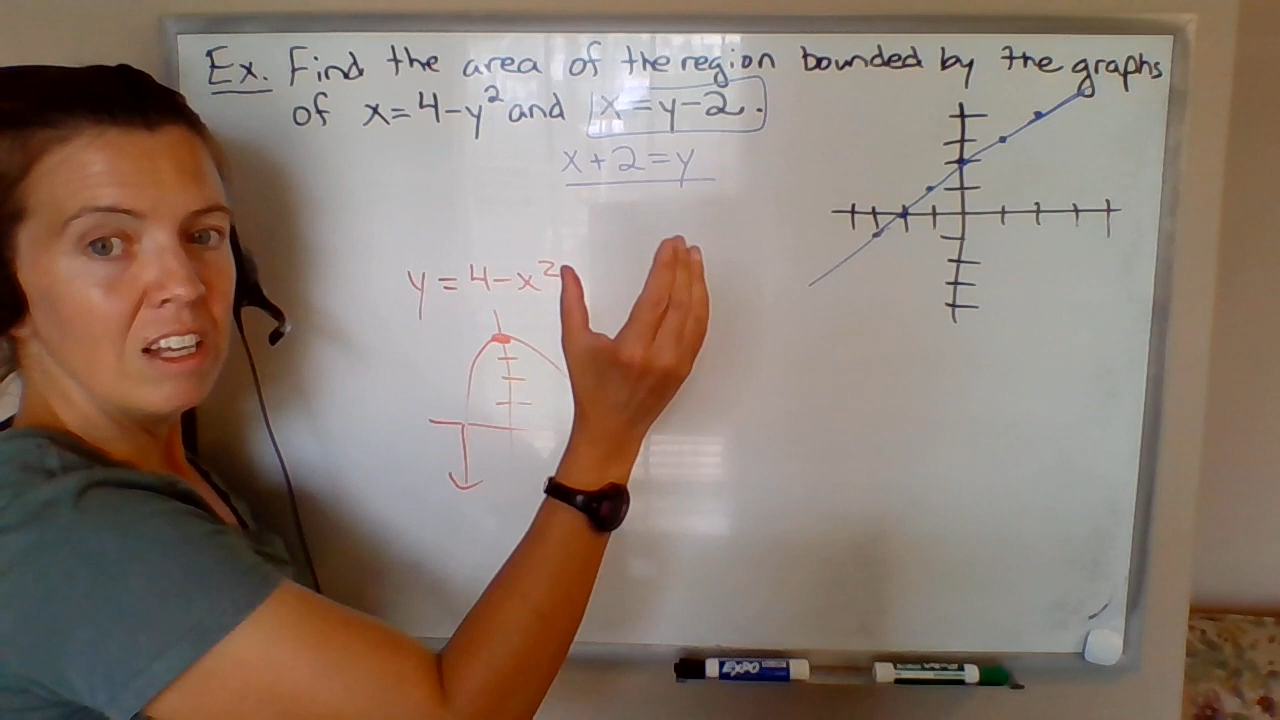 Ex. Find the area of the region bounded by the graphs
of x=4-y² and x=y-2.
x+2=y
y=4-x²
EXPO